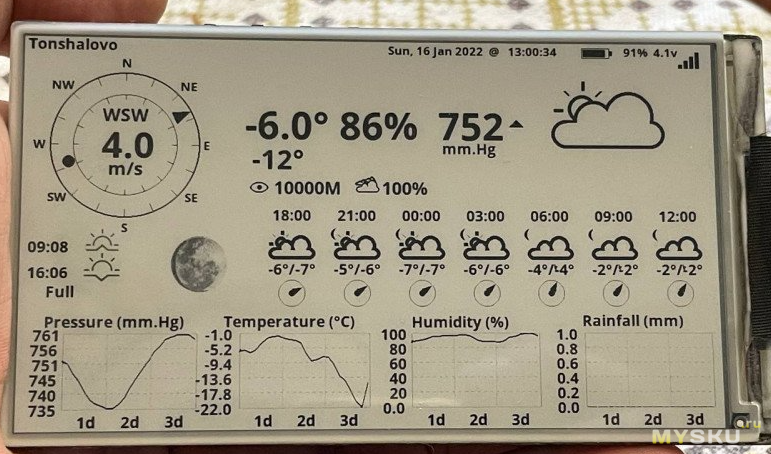 Tonshalovo
Sun, 16 Jan 2022 @ 13:00:34
91% 4.1v
N
NW NE
WSW
4.0
m/s
W E
SW SE
S
-6.0° 86% 752
mm.Hg
-12°
10000M 100%
18:00 21:00 00:00 03:00 06:00 09:00 12:00
-6°/-7° -5°/-6° -7°/-7° -6°/-6° -4°/-4° -2°/-2° -2°/-2°
09:08
16:06
Full
Pressure (mm.Hg)
761
756
751
745
740
735
1d 2d 3d
Temperature (°C)
-1.0
-5.2
-9.4
-13.6
-17.8
-22.0
1d 2d 3d
Humidity (%)
100
80
60
40
20
0.0
1d 2d 3d
Rainfall (mm)
1.0
0.8
0.6
0.4
0.2
0.0
1d 2d 3d
MYSKU.ru